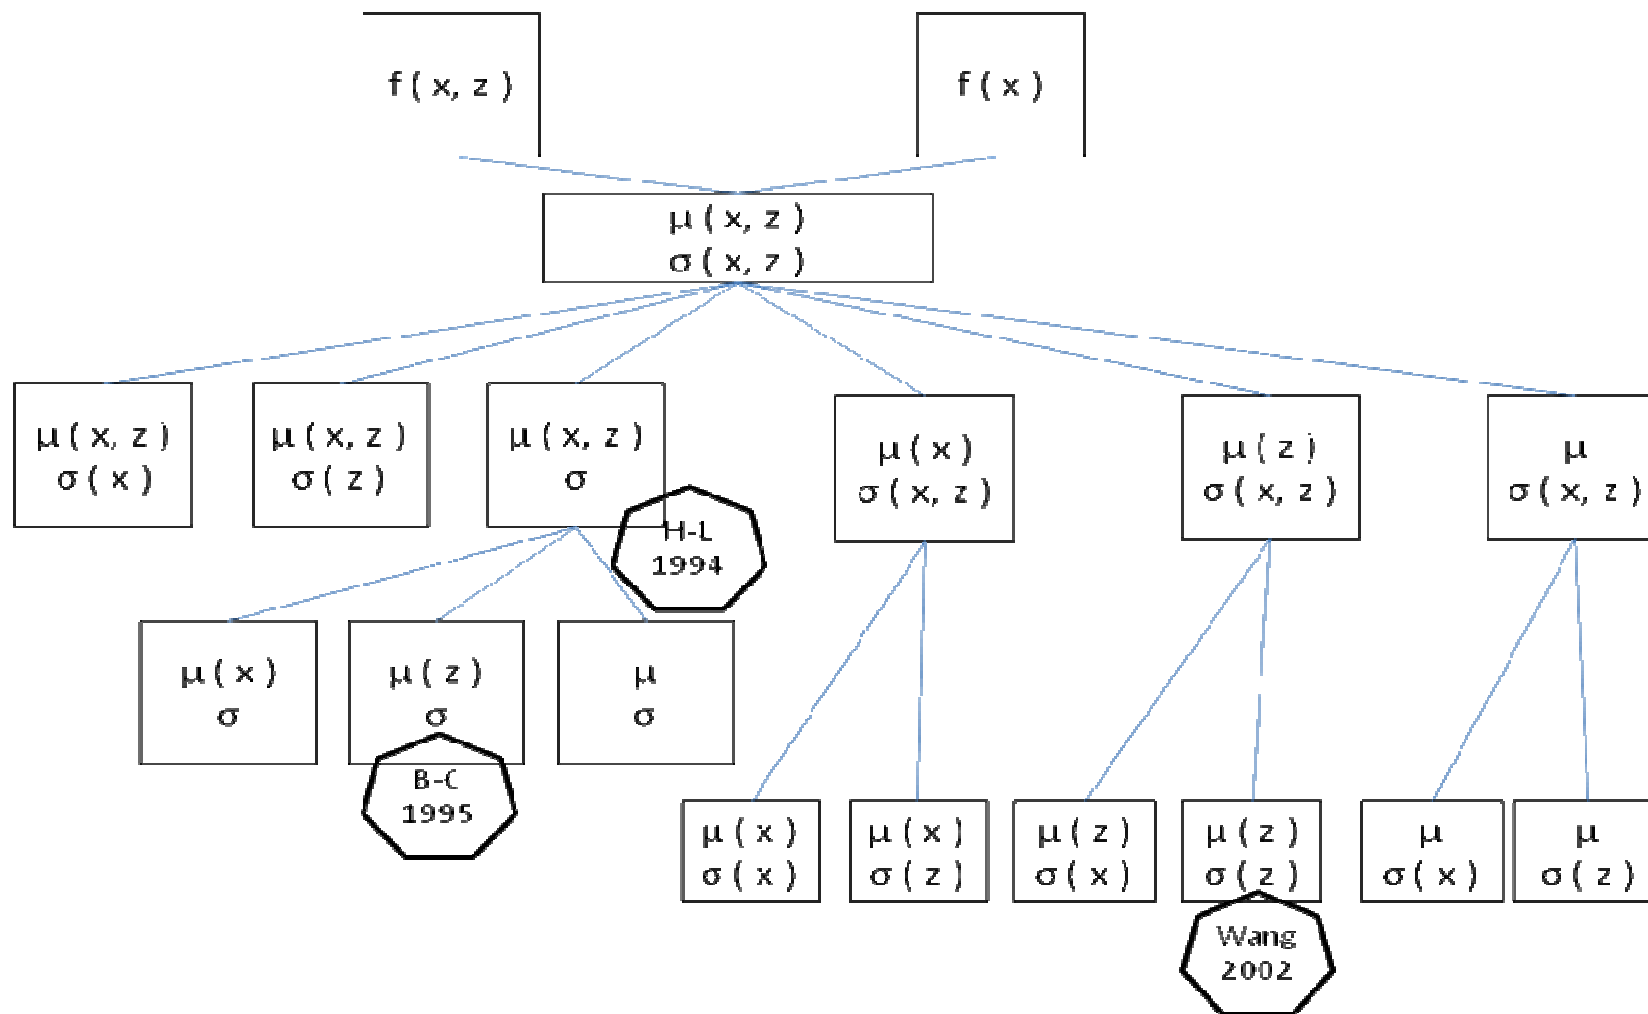 f ( x, z )
f ( x )
μ ( x, z )
σ ( x, z )
μ ( x, z )
σ ( x )
μ ( x, z )
σ ( z )
μ ( x, z )
σ
μ ( x )
σ ( x, z )
μ ( z )
σ ( x, z )
μ
σ ( x, z )
H-L
1994
μ ( x )
σ
μ ( z )
σ
μ
σ
B-C
1995
μ ( x )
σ ( x )
μ ( x )
σ ( z )
μ ( z )
σ ( x )
μ ( z )
σ ( z )
μ
σ ( x )
μ
σ ( z )
Wang
2002